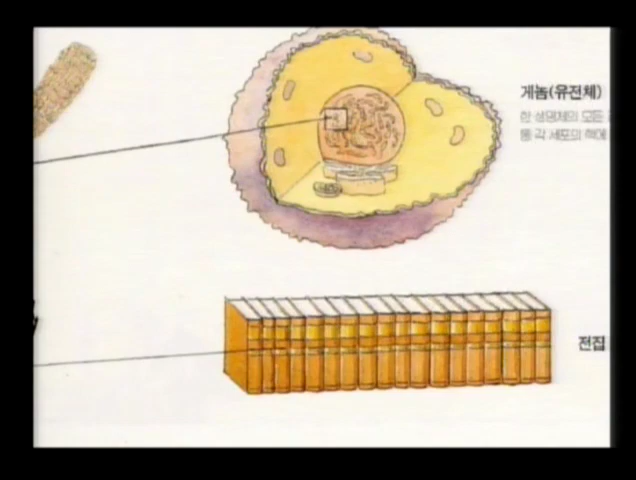 게놈(유전체)
한 생명체의 모든
통 각 세포의 핵에
전집